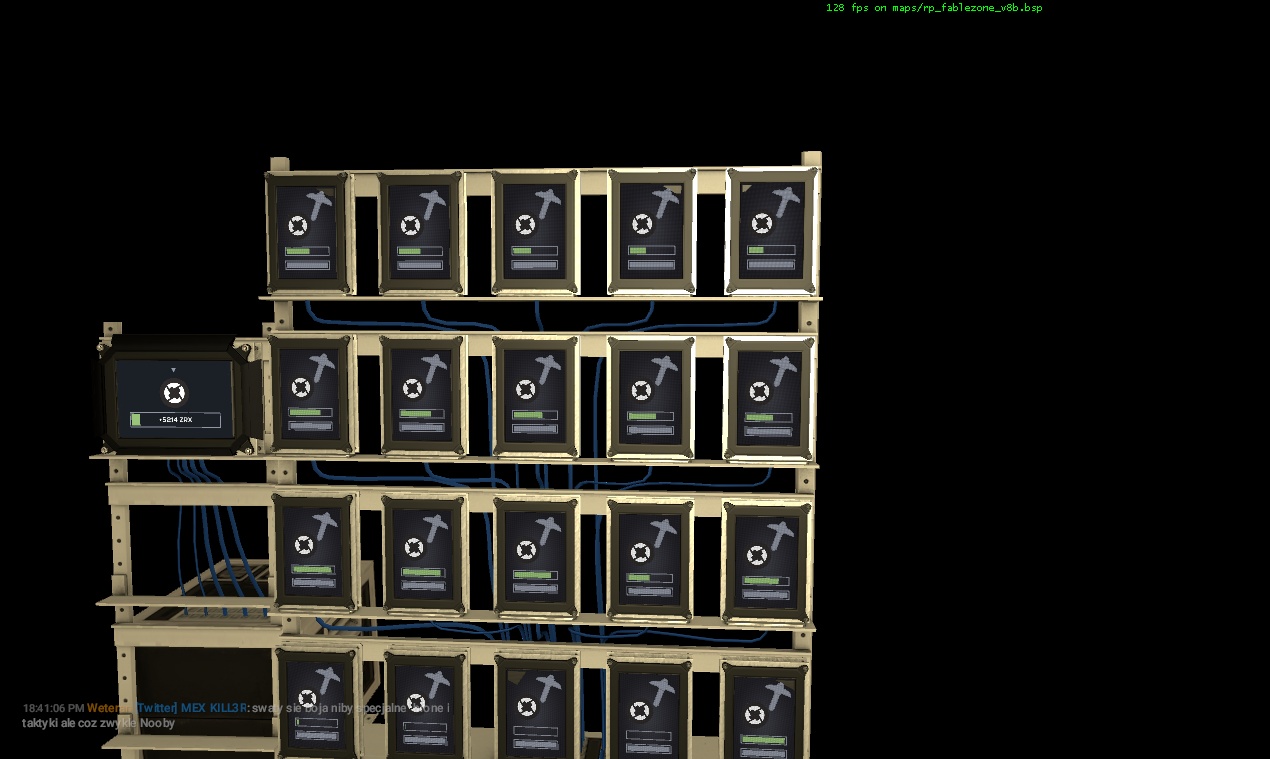 128 fps on maps/rp_fablezone_v8b.bsp
+5214 ZRX
18:41:06 PM [Twitter] MEX KILL3R: sie boja niby
taktyki ale coz zwykle Nooby